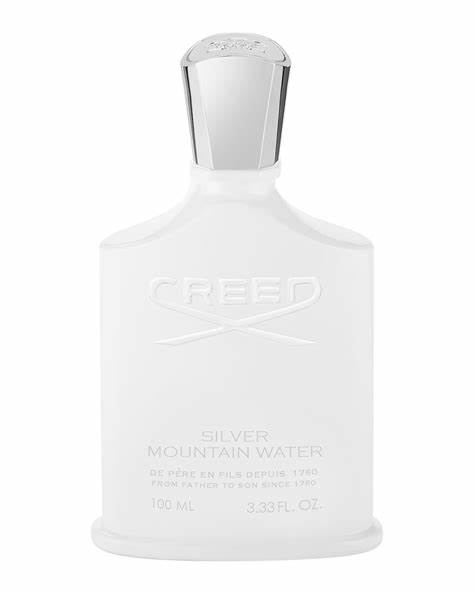 CREED
SILVER
MOUNTAIN WATER
DE PÈRE EN FILS DEPUIS 1760
FROM FATHER TO SON SINCE 1760
100 ML 3.33 FL. OZ.